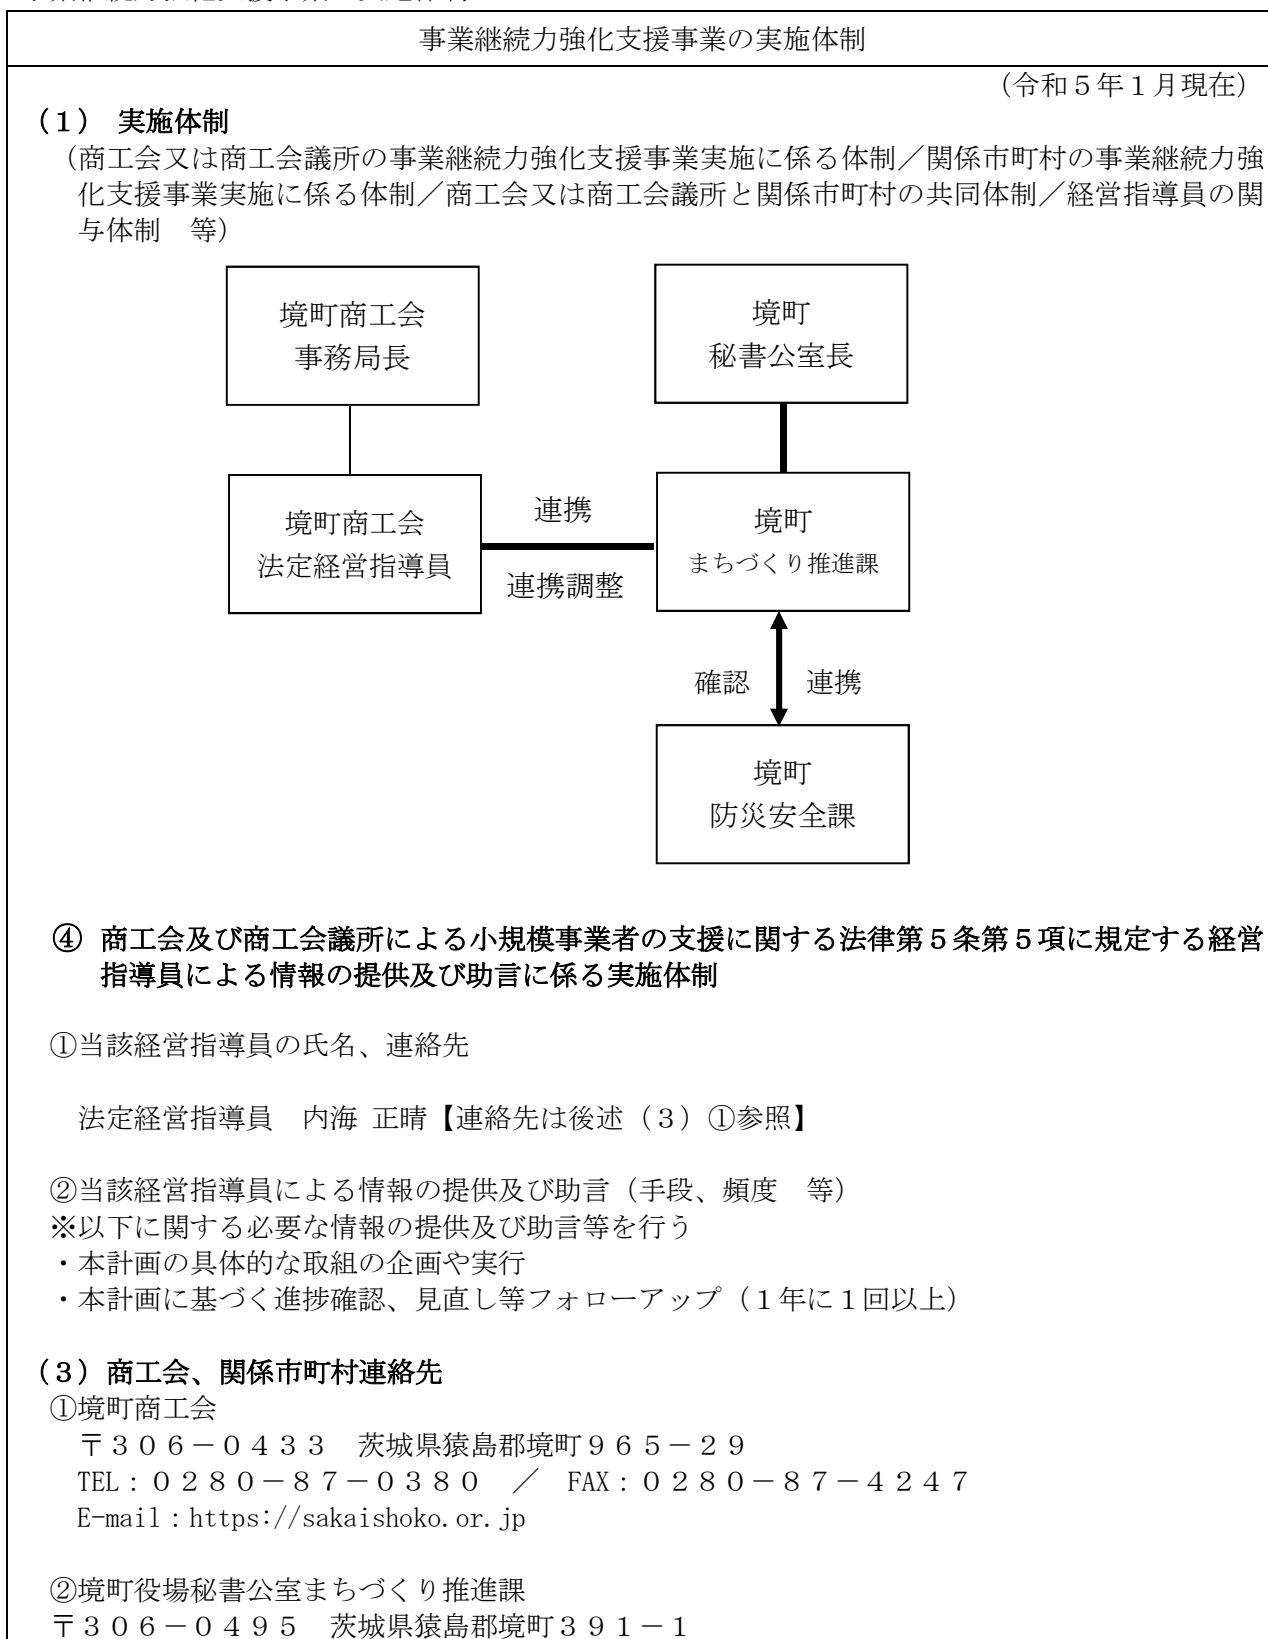 事業継続力強化支援事業の実施体制
（令和５年１月現在）
（１） 実施体制
（商工会又は商工会議所の事業継続力強化支援事業実施に係る体制／関係市町村の事業継続力強
化支援事業実施に係る体制／商工会又は商工会議所と関係市町村の共同体制／経営指導員の関
与体制　等）
境町商工会
事務局長
境町
秘書公室長
境町商工会
法定経営指導員
連携
連携調整
境町
まちづくり推進課
確認
連携
境町
防災安全課
④ 商工会及び商工会議所による小規模事業者の支援に関する法律第５条第５項に規定する経営
指導員による情報の提供及び助言に係る実施体制
①当該経営指導員の氏名、連絡先
法定経営指導員　内海 正晴【連絡先は後述（３）①参照】
②当該経営指導員による情報の提供及び助言（手段、頻度　等）
※以下に関する必要な情報の提供及び助言等を行う
・本計画の具体的な取組の企画や実行
・本計画に基づく進捗確認、見直し等フォローアップ（１年に１回以上）
（３）商工会、関係市町村連絡先
①境町商工会
〒３０６－０４３３　茨城県猿島郡境町９６５－２９
TEL：０２８０－８７－０３８０　／　FAX：０２８０－８７－４２４７
E-mail：https://sakaishoko.or.jp
②境町役場秘書公室まちづくり推進課
〒３０６－０４９５　茨城県猿島郡境町３９１－１